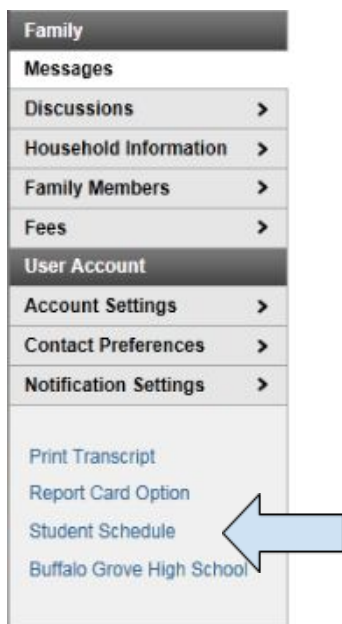 Family
Messages
Discussions
Household Information
Family Members
Fees
User Account
Account Settings
Contact Preferences
Notification Settings
Print Transcript
Report Card Option
Student Schedule
Buffalo Grove High School